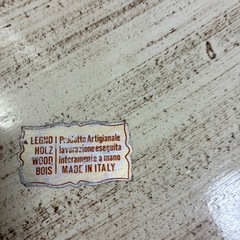 LEGNO | Prodotto Artigianale
HOLZ | lavorazione eseguita
WOOD | interamente a mano
BOIS | MADE IN ITALY